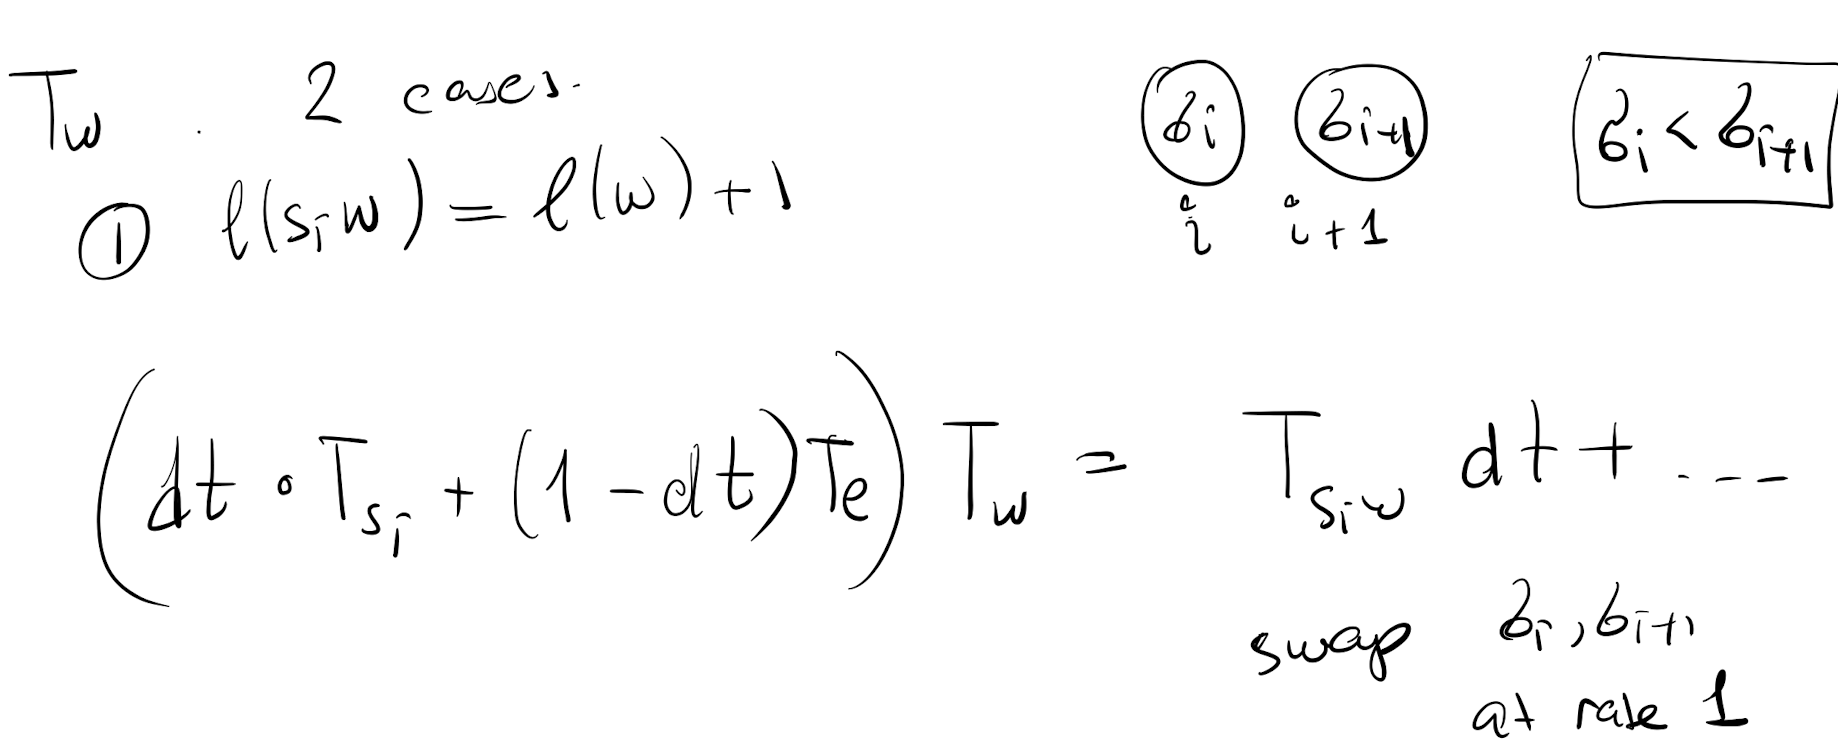 T_w . 2 cases.
① ℓ(s_i w) = ℓ(w) + 1
σ_i σ_{i+1} σ_i < σ_{i+1}
i i+1
(dt · T_{s_i} + (1 - dt) T_e) T_w = T_{s_i w} dt + ....
swap σ_i, σ_{i+1}
at rate 1